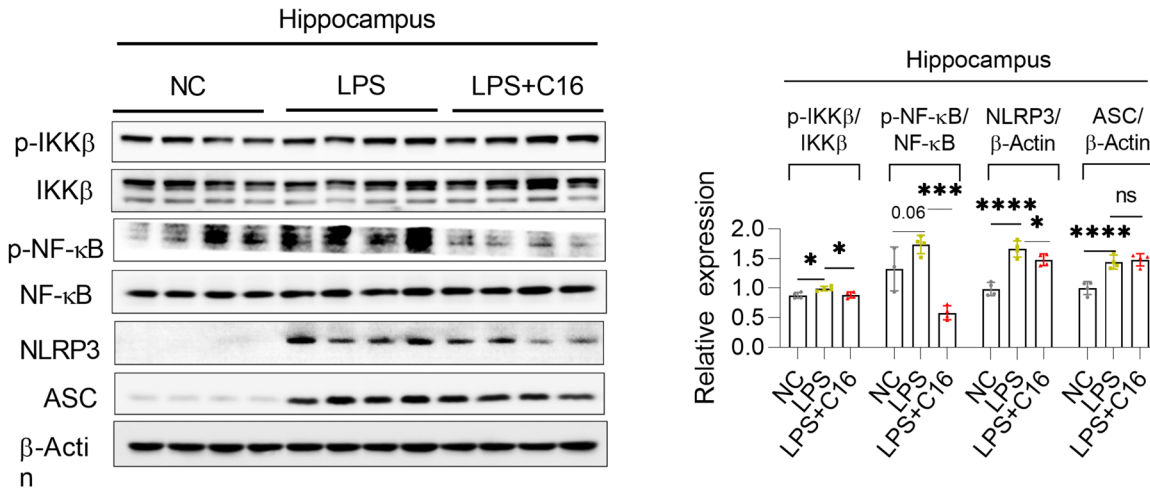 Hippocampus
NC LPS LPS+C16
p-IKKβ
IKKβ
p-NF-κB
NF-κB
NLRP3
ASC
β-Acti
n
Hippocampus
p-IKKβ/ p-NF-κB/ NLRP3/ ASC/
IKKβ NF-κB β-Actin β-Actin
Relative expression
2.0
1.5
1.0
0.5
0.0
* *
0.06 ***
**** *
**** ns
NC LPS LPS+C16 NC LPS LPS+C16 NC LPS LPS+C16 NC LPS LPS+C16